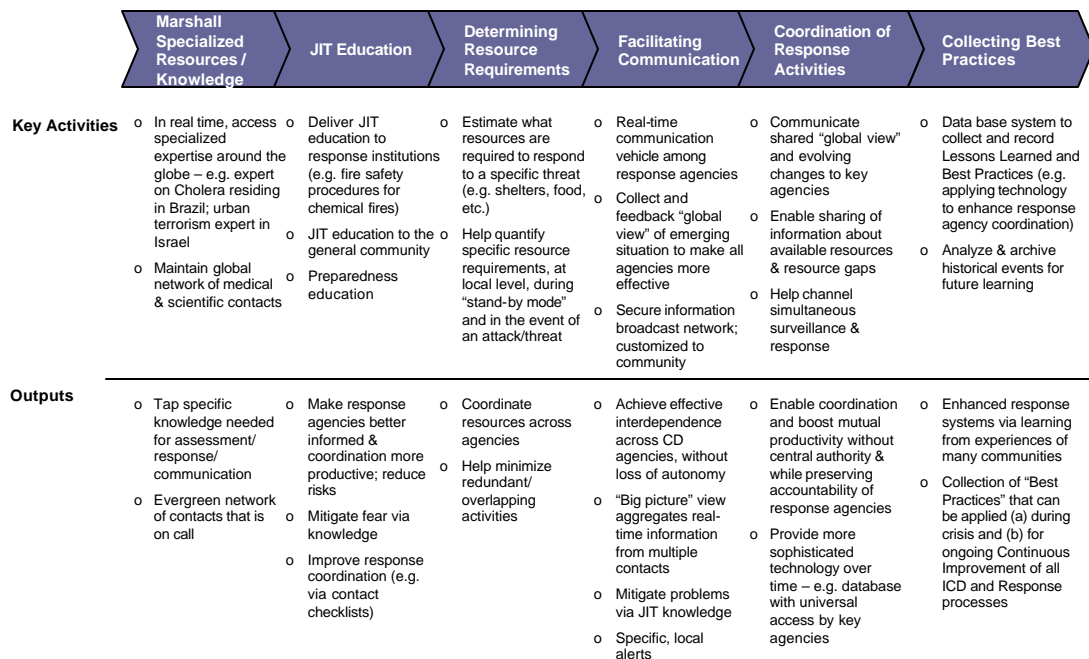 Marshall
Specialized
Resources /
Knowledge
JIT Education
Determining
Resource
Requirements
Facilitating
Communication
Coordination of
Response
Activities
Collecting Best
Practices
Key Activities
o In real time, access
specialized
expertise around the
globe – e.g. expert
on Cholera residing
in Brazil; urban
terrorism expert in
Israel
o Maintain global
network of medical
& scientific contacts
o Deliver JIT
education to
response institutions
(e.g. fire safety
procedures for
chemical fires)
o JIT education to the
general community
o Preparedness
education
o Estimate what
resources are
required to respond
to a specific threat
(e.g. shelters, food,
etc.)
o Help quantify
specific resource
requirements, at
local level, during
“stand-by mode”
and in the event of
an attack/threat
o Real-time
communication
vehicle among
response agencies
o Collect and
feedback “global
view” of emerging
situation to make all
agencies more
effective
o Secure information
broadcast network;
customized to
community
o Communicate
shared “global view”
and evolving
changes to key
agencies
o Enable sharing of
information about
available resources
& resource gaps
o Help channel
simultaneous
surveillance &
response
o Data base system to
collect and record
Lessons Learned and
Best Practices (e.g.
applying technology
to enhance response
agency coordination)
o Analyze & archive
historical events for
future learning
Outputs
o Tap specific
knowledge needed
for assessment/
response/
communication
o Evergreen network
of contacts that is
on call
o Make response
agencies better
informed &
coordination more
productive; reduce
risks
o Mitigate fear via
knowledge
o Improve response
coordination (e.g.
via contact
checklists)
o Coordinate
resources across
agencies
o Help minimize
redundant/
overlapping
activities
o Achieve effective
interdependence
across CD
agencies, without
loss of autonomy
o “Big picture” view
aggregates real-
time information
from multiple
contacts
o Mitigate problems
via JIT knowledge
o Specific, local
alerts
o Enable coordination
and boost mutual
productivity without
central authority &
while preserving
accountability of
response agencies
o Provide more
sophisticated
technology over
time – e.g. database
with universal
access by key
agencies
o Enhanced response
systems via learning
from experiences of
many communities
o Collection of “Best
Practices” that can
be applied (a) during
crisis and (b) for
ongoing Continuous
Improvement of all
ICD and Response
processes